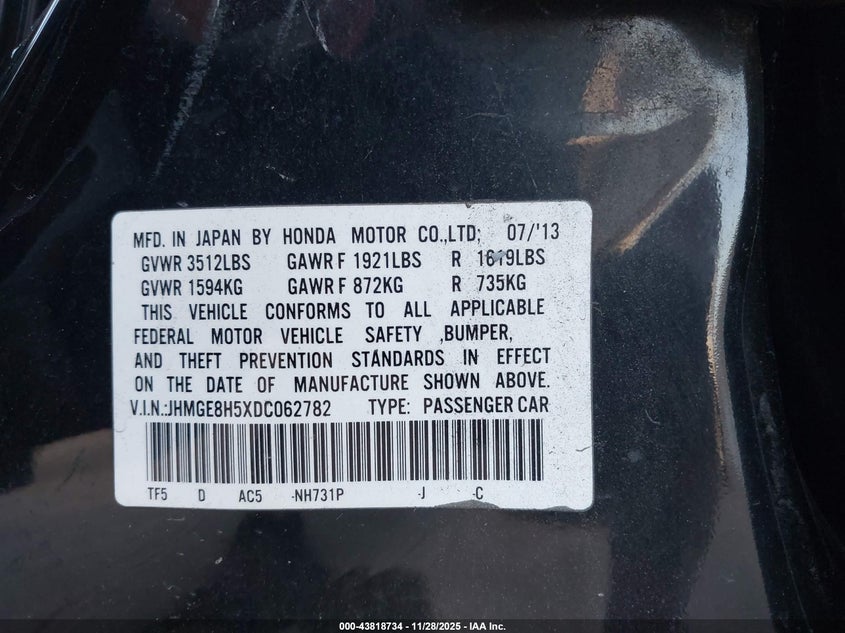 MFD. IN JAPAN BY HONDA MOTOR CO.,LTD; 07/'13
GVWR 3512LBS GAWR F 1921LBS R 1619LBS
GVWR 1594KG GAWR F 872KG R 735KG
THIS VEHICLE CONFORMS TO ALL APPLICABLE
FEDERAL MOTOR VEHICLE SAFETY ,BUMPER,
AND THEFT PREVENTION STANDARDS IN EFFECT
ON THE DATE OF MANUFACTURE SHOWN ABOVE.
V.I.N.:JHMGE8H5XDC062782 TYPE: PASSENGER CAR
TF5 D AC5 -NH731P -J -C
000-43818734 -- 11/28/2025 -- IAA Inc.